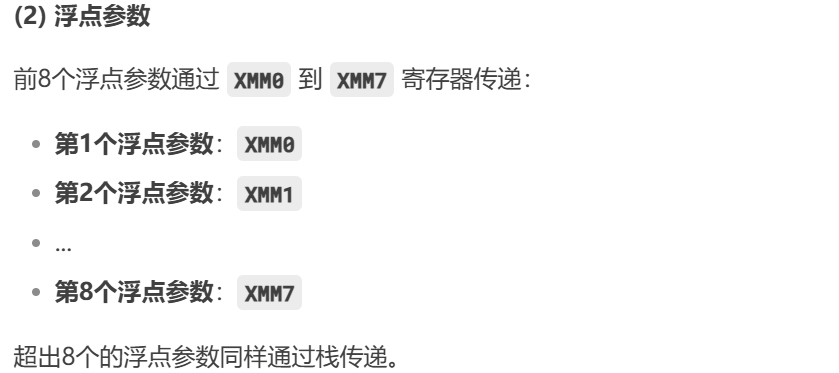 (2) 浮点参数
前8个浮点参数通过 XMM0 到 XMM7 寄存器传递：
• 第1个浮点参数：XMM0
• 第2个浮点参数：XMM1
• ...
• 第8个浮点参数：XMM7
超出8个的浮点参数同样通过栈传递。